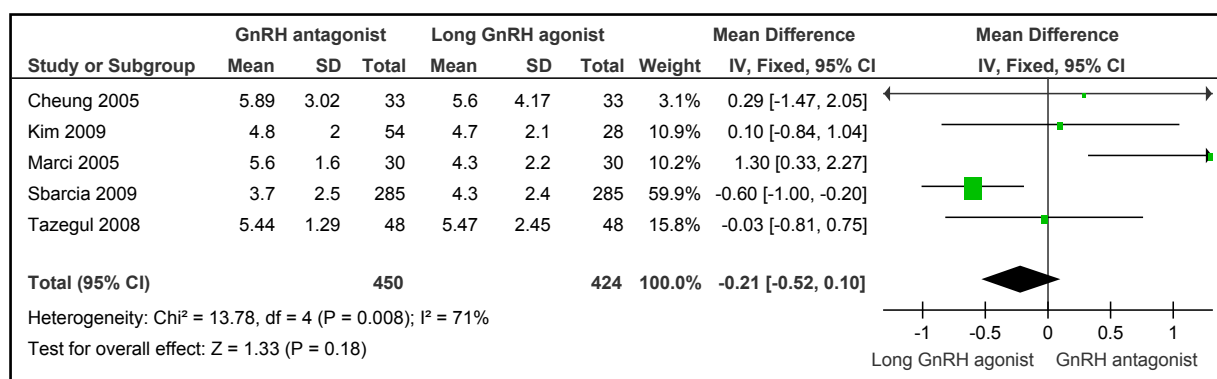 GnRH antagonist Long GnRH agonist Mean Difference Mean Difference
Study or Subgroup Mean SD Total Mean SD Total Weight IV, Fixed, 95% CI IV, Fixed, 95% CI
Cheung 2005 5.89 3.02 33 5.6 4.17 33 3.1% 0.29 [-1.47, 2.05]
Kim 2009 4.8 2 54 4.7 2.1 28 10.9% 0.10 [-0.84, 1.04]
Marci 2005 5.6 1.6 30 4.3 2.2 30 10.2% 1.30 [0.33, 2.27]
Sbarcia 2009 3.7 2.5 285 4.3 2.4 285 59.9% -0.60 [-1.00, -0.20]
Tazegul 2008 5.44 1.29 48 5.47 2.45 48 15.8% -0.03 [-0.81, 0.75]
Total (95% CI) 450 424 100.0% -0.21 [-0.52, 0.10]
Heterogeneity: Chi² = 13.78, df = 4 (P = 0.008); I² = 71%
Test for overall effect: Z = 1.33 (P = 0.18)
-1 -0.5 0 0.5 1
Long GnRH agonist GnRH antagonist